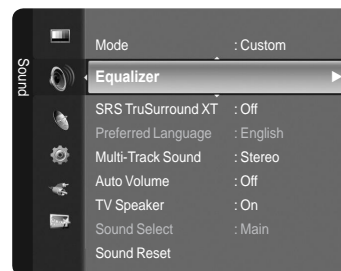 Sound
Mode : Custom
Equalizer
SRS TruSurround XT : Off
Preferred Language : English
Multi-Track Sound : Stereo
Auto Volume : Off
TV Speaker : On
Sound Select : Main
Sound Reset